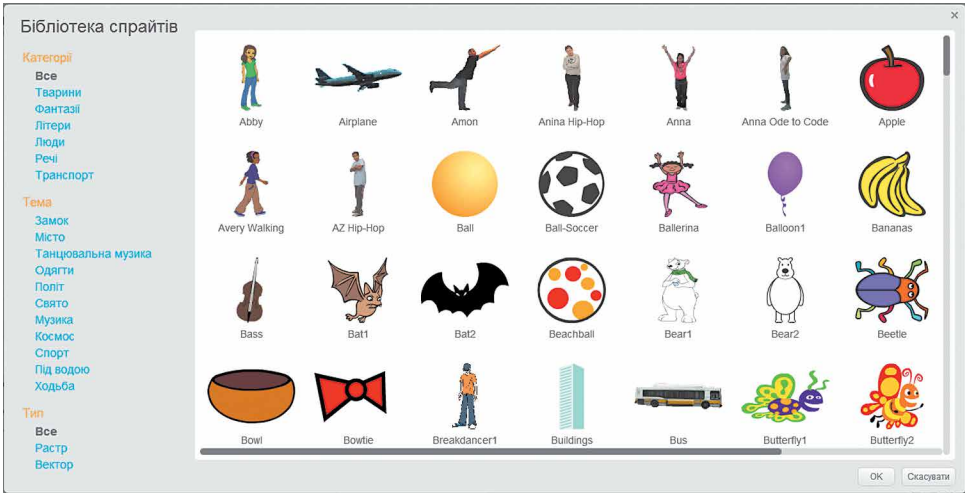 Бібліотека спрайтів
Категорії
Все
Тварини
Фантазії
Літери
Люди
Речі
Транспорт
Тема
Замок
Місто
Танцювальна музика
Одягти
Політ
Свято
Музика
Космос
Спорт
Під водою
Ходьба
Тип
Все
Растр
Вектор
Abby Airplane Amon Anina Hip-Hop Anna Anna Ode to Code Apple
Avery Walking AZ Hip-Hop Ball Ball-Soccer Ballerina Balloon1 Bananas
Bass Bat1 Bat2 Beachball Bear1 Bear2 Beetle
Bowl Bowtie Breakdancer1 Buildings Bus Butterfly1 Butterfly2
OK Скасувати